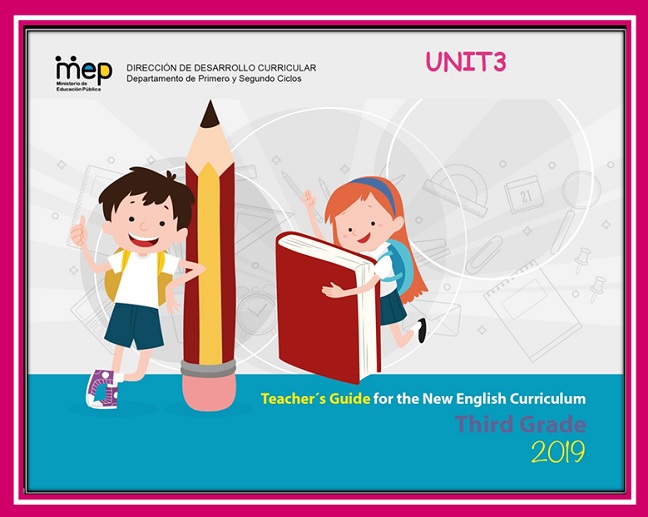 UNIT3
mep
Ministerio de
Educación Pública
DIRECCIÓN DE DESARROLLO CURRICULAR
Departamento de Primero y Segundo Ciclos
21
Teacher´s Guide for the New English Curriculum
Third Grade
2019